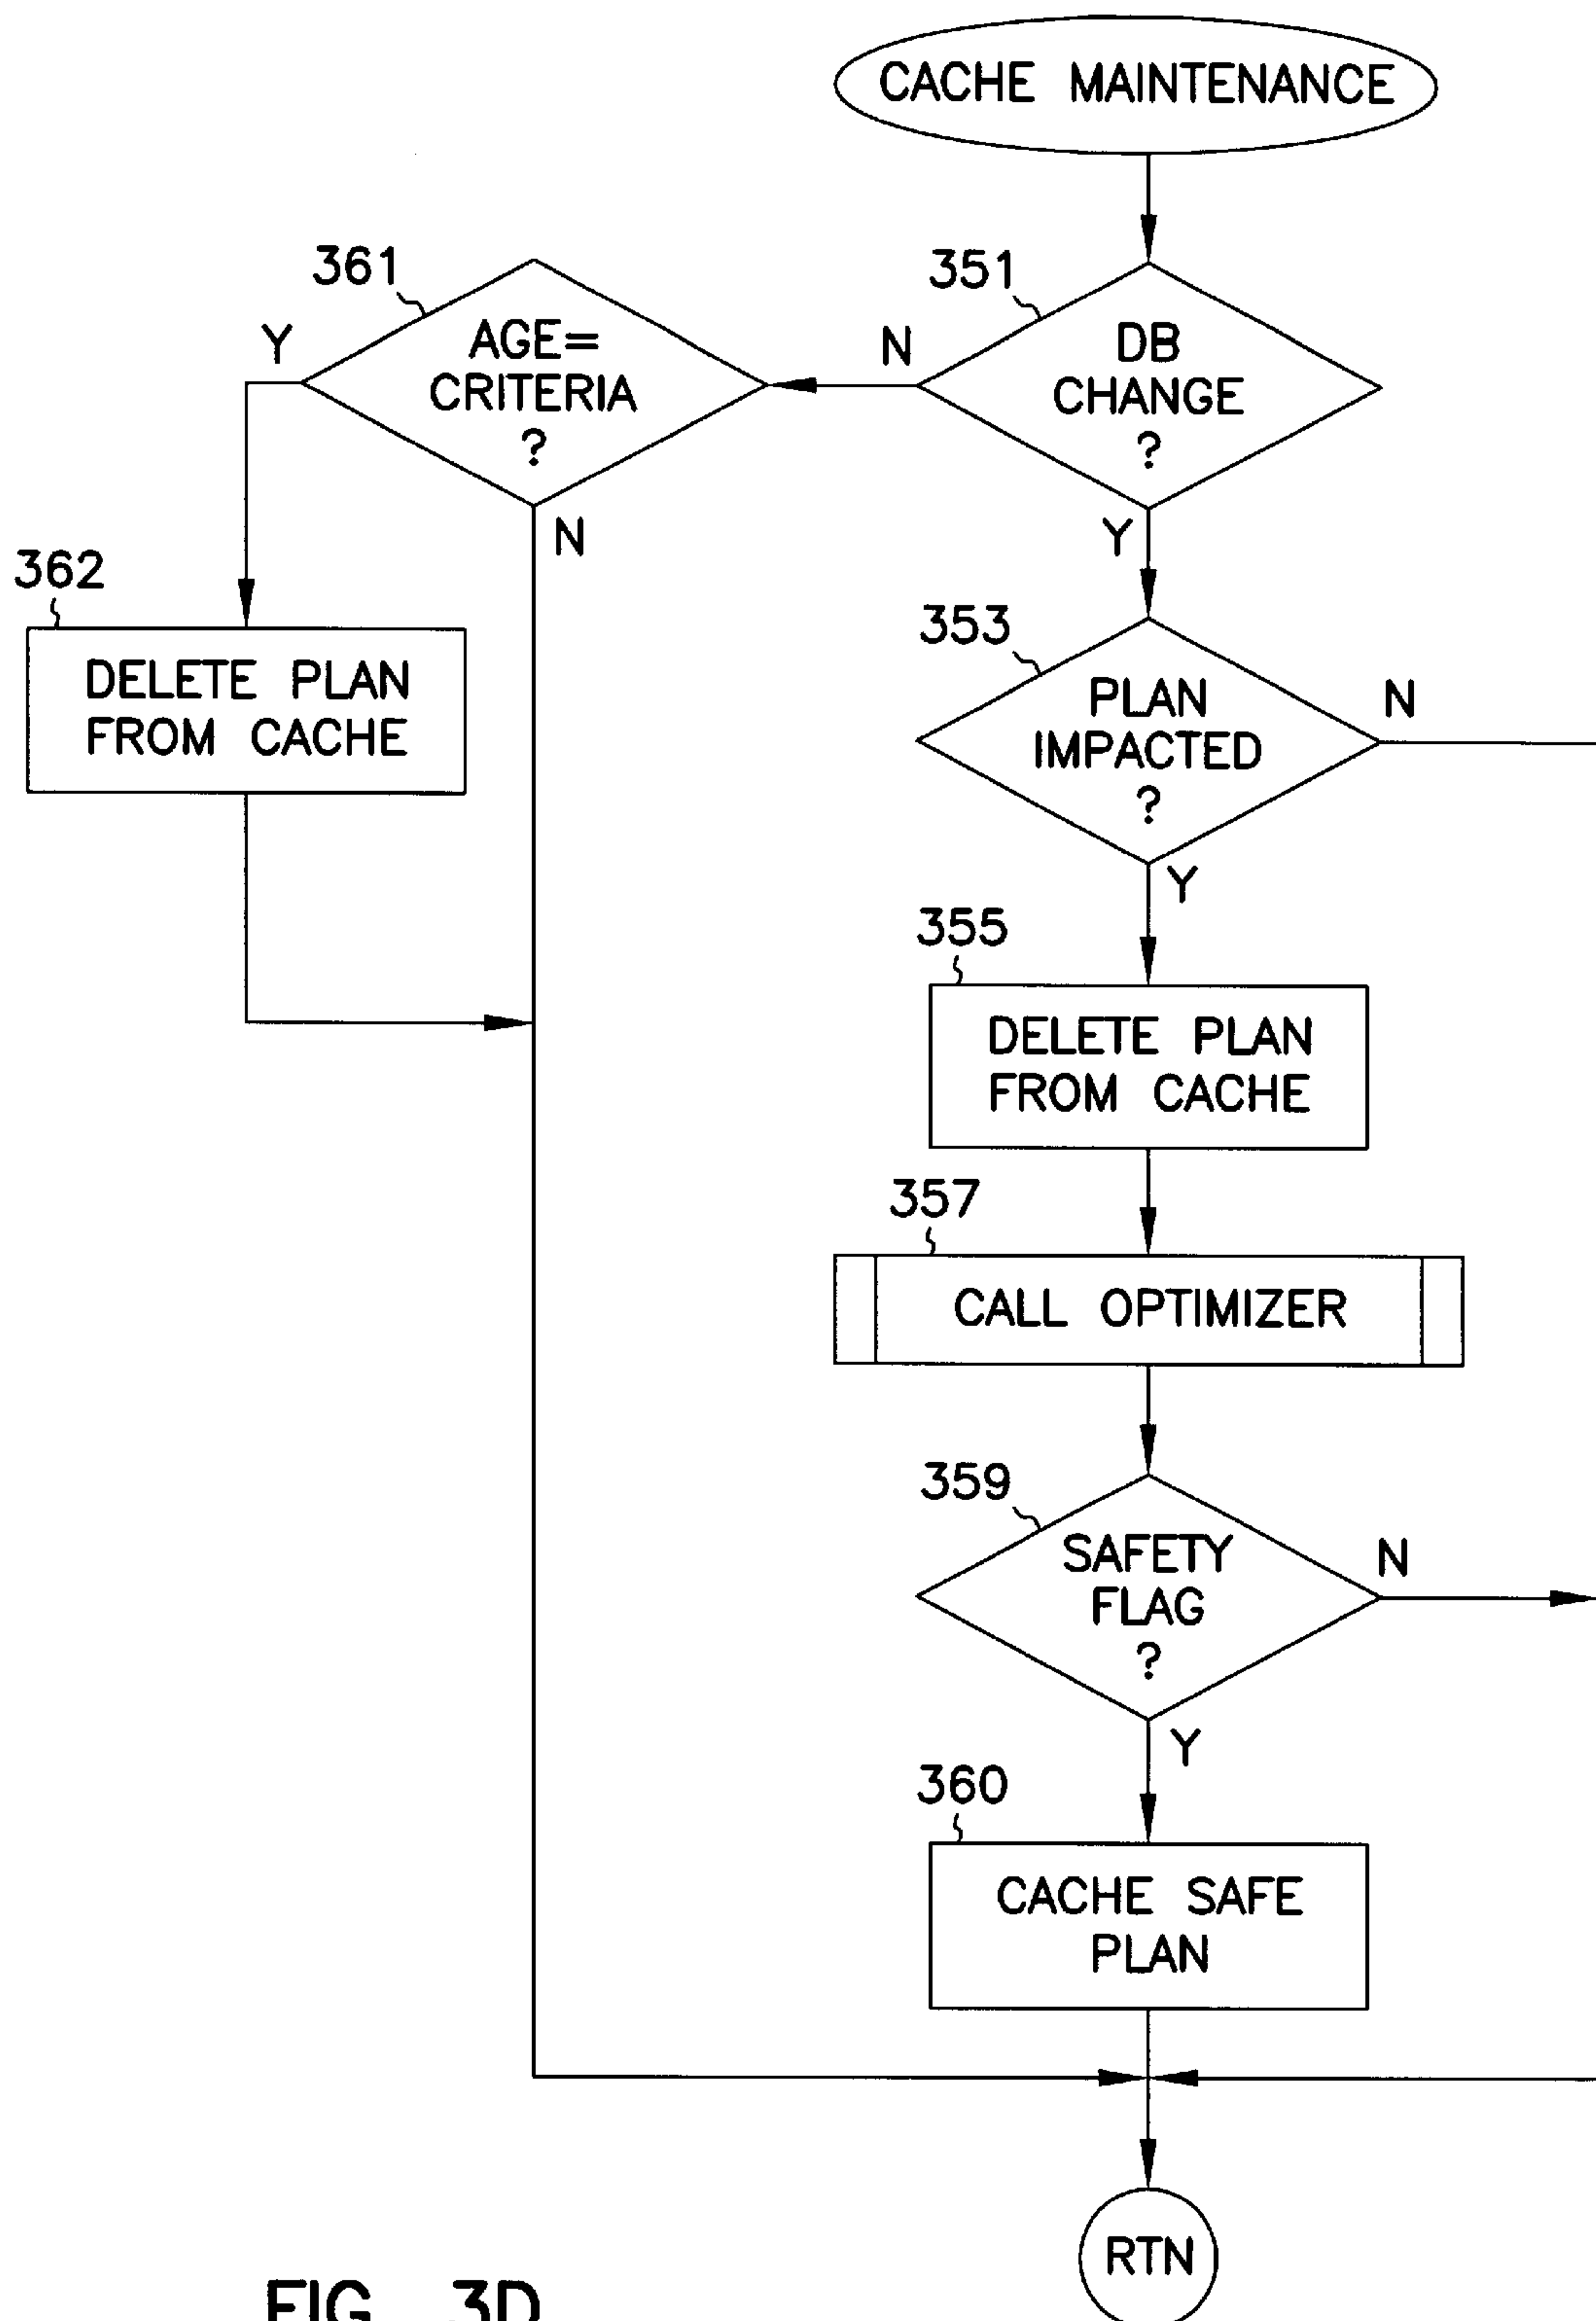 CACHE MAINTENANCE
361
351
Y
AGE=
CRITERIA
?
N
DB
CHANGE
?
N
Y
362
353
DELETE PLAN
FROM CACHE
PLAN
IMPACTED
?
N
Y
355
DELETE PLAN
FROM CACHE
357
CALL OPTIMIZER
359
SAFETY
FLAG
?
N
Y
360
CACHE SAFE
PLAN
RTN
FIG. 3D